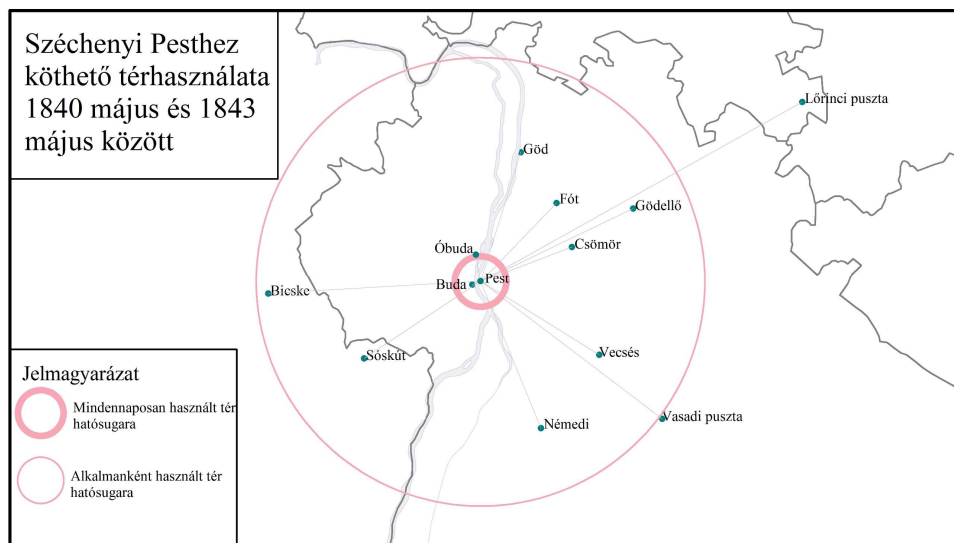 Széchenyi Pesthez
köthető térhasználata
1840 május és 1843
május között
Lőrinci puszta
Göd
Fót
Gödellő
Csömör
Óbuda
Pest
Buda
Bicske
Sóskút
Vecsés
Vasadi puszta
Némedi
Jelmagyarázat
Mindennaposan használt tér
hatósugara
Alkalmanként használt tér
hatósugara